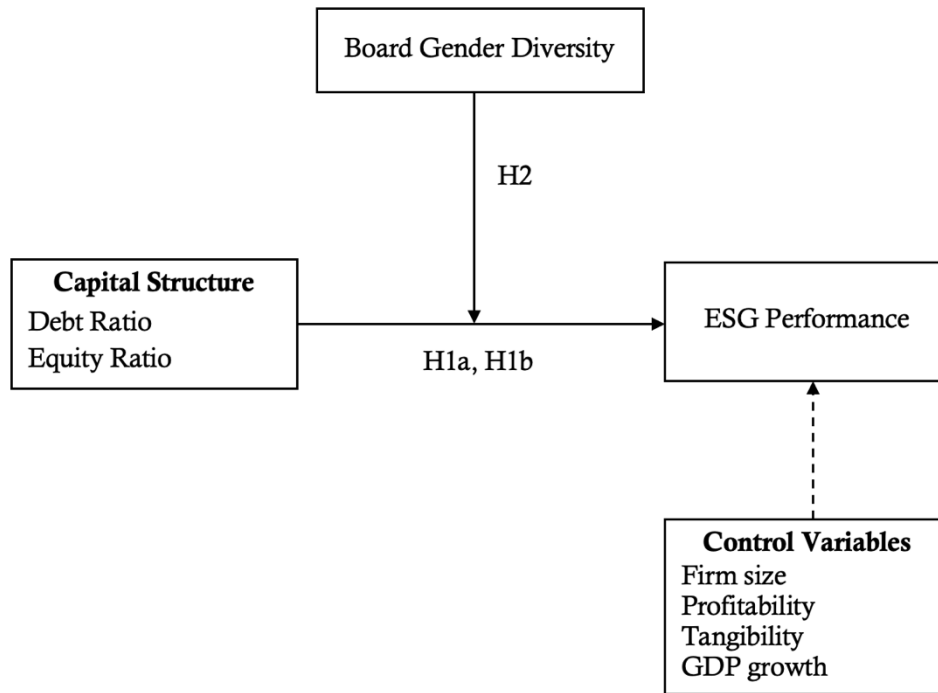 Board Gender Diversity
H2
Capital Structure
Debt Ratio
Equity Ratio
H1a, H1b
ESG Performance
Control Variables
Firm size
Profitability
Tangibility
GDP growth